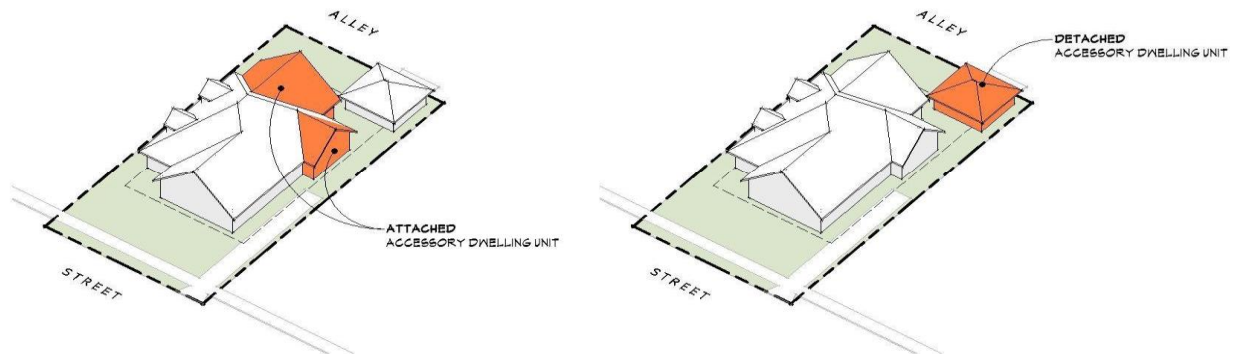 ALLEY
ATTACHED
ACCESSORY DWELLING UNIT
STREET
ALLEY
DETACHED
ACCESSORY DWELLING UNIT
STREET